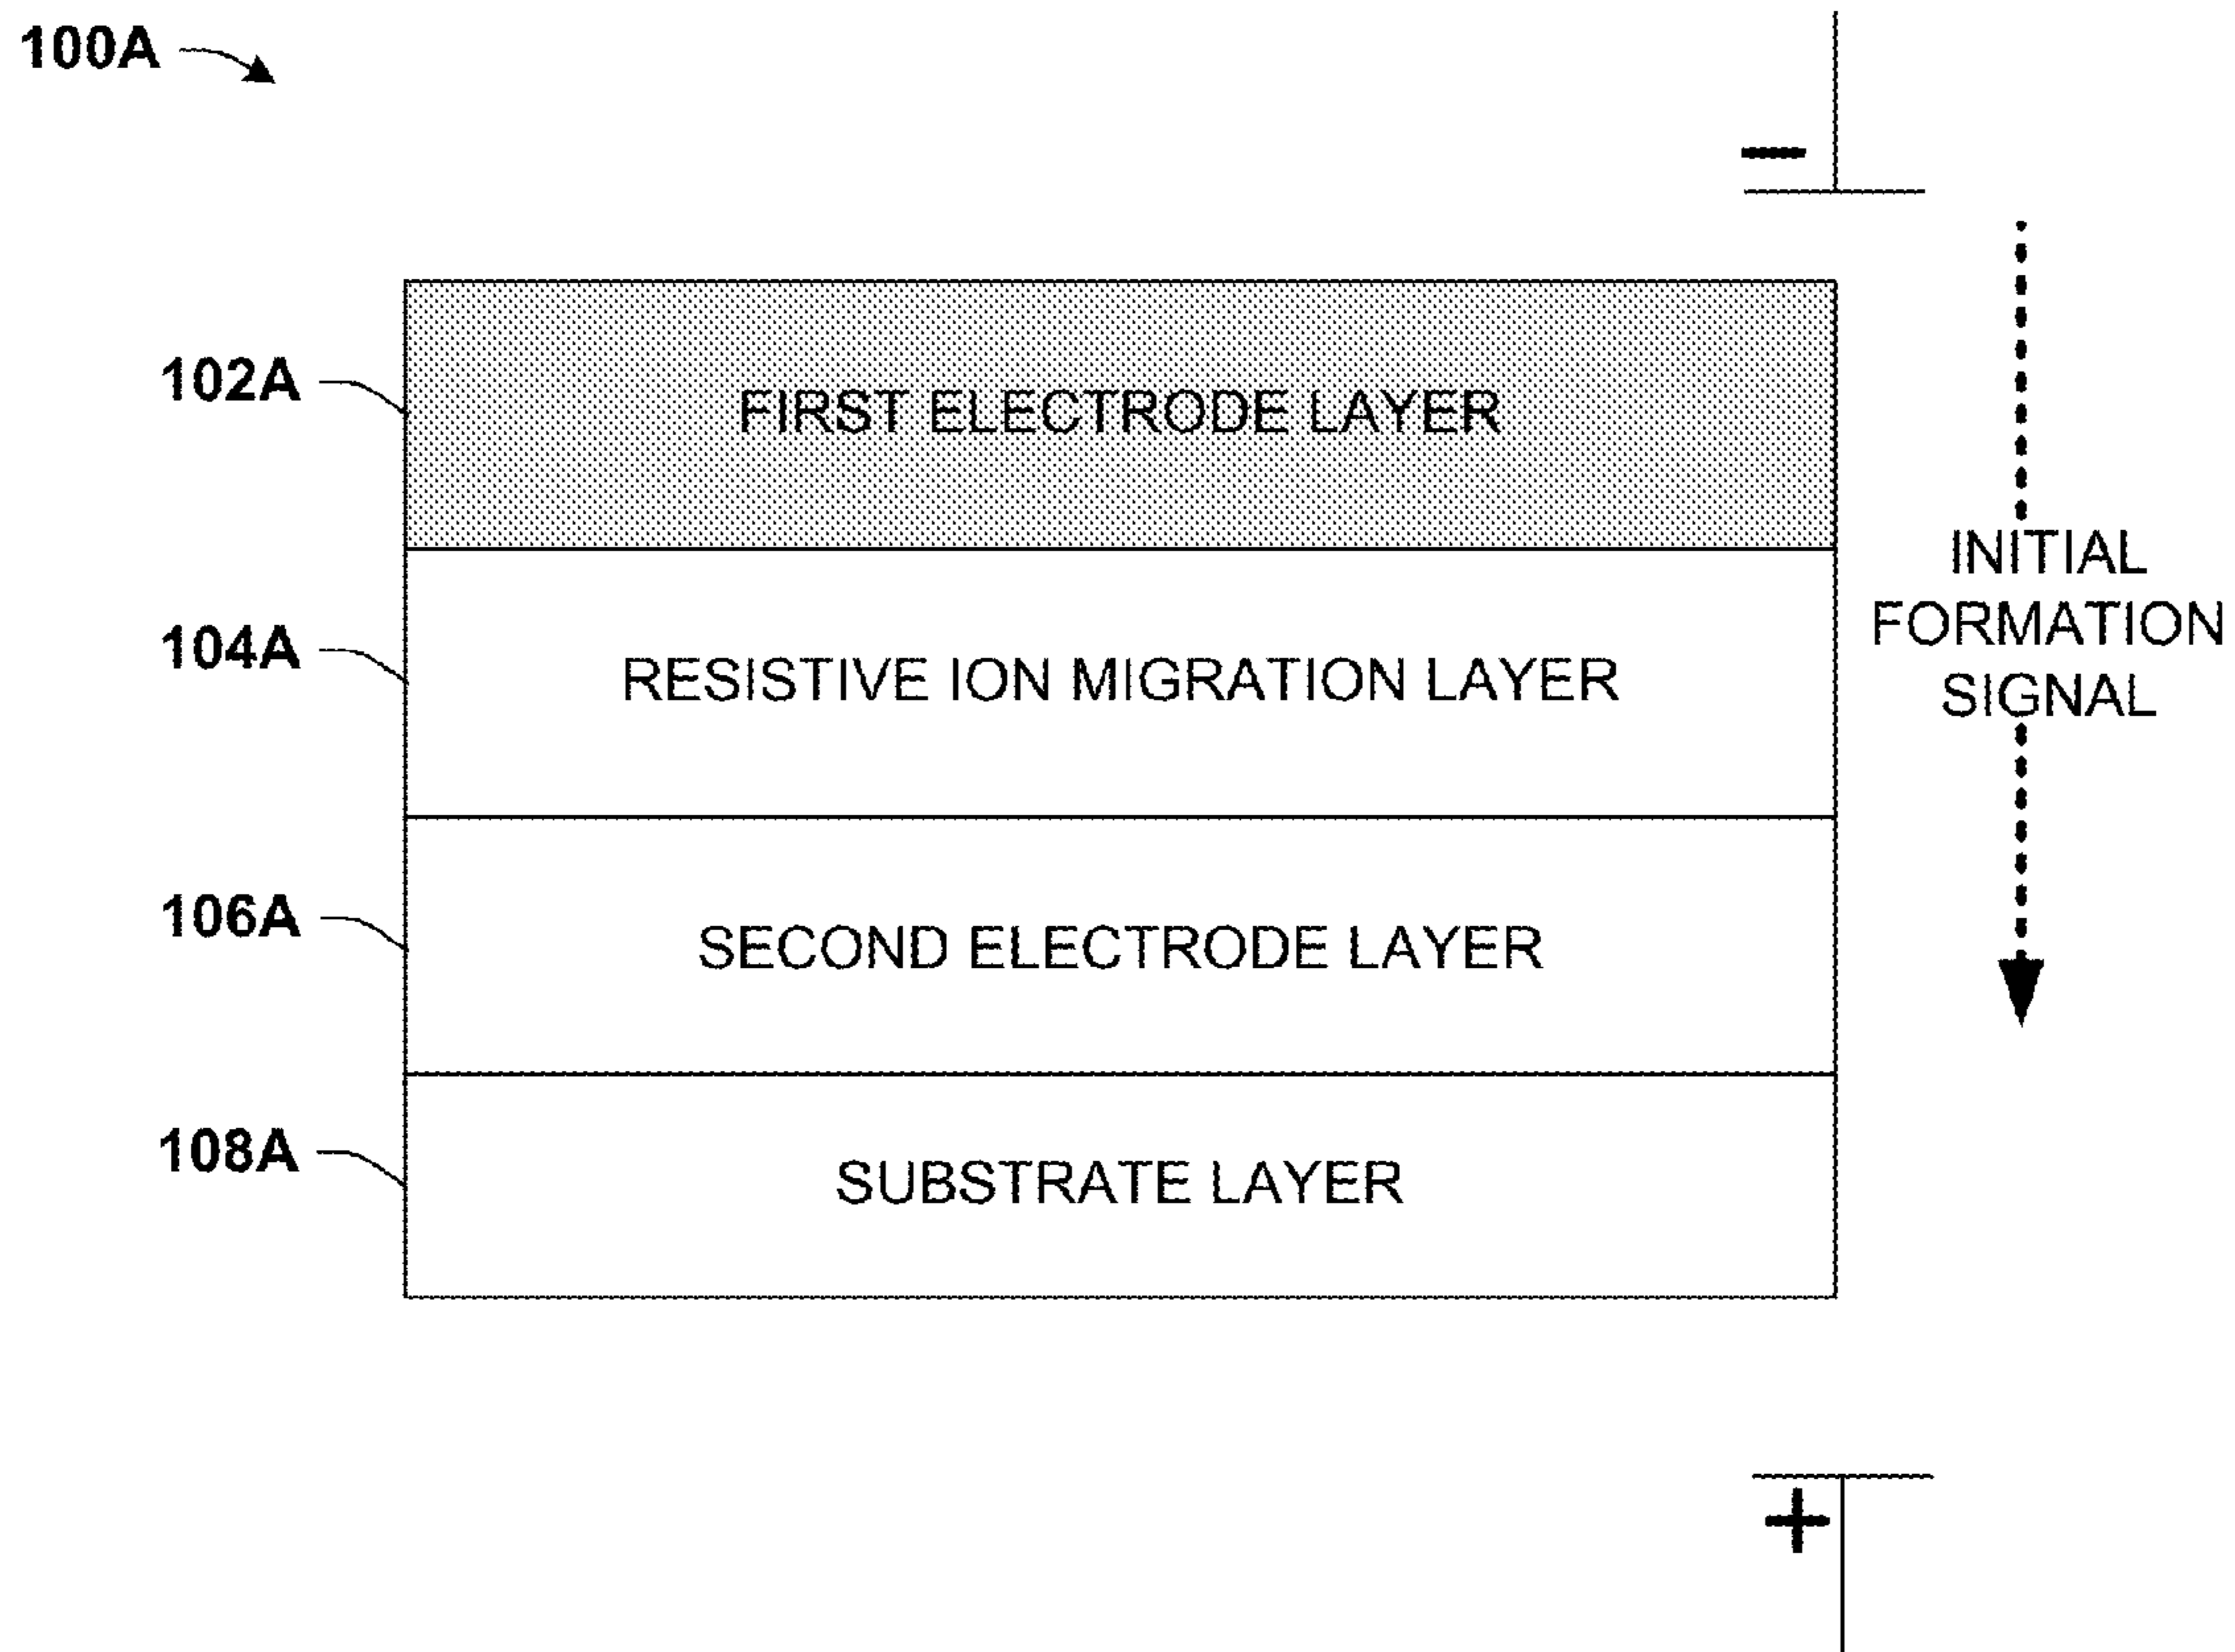 100A
−
102A
FIRST ELECTRODE LAYER
INITIAL
FORMATION
SIGNAL
104A
RESISTIVE ION MIGRATION LAYER
106A
SECOND ELECTRODE LAYER
108A
SUBSTRATE LAYER
+